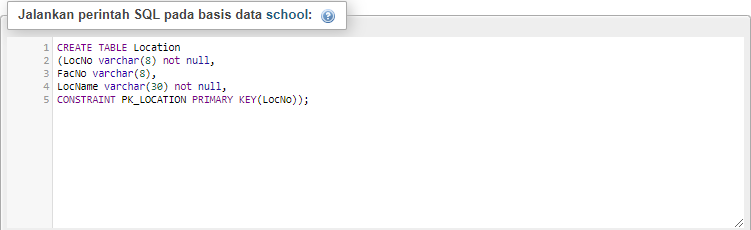 Jalankan perintah SQL pada basis data school:
1 CREATE TABLE Location
2 (LocNo varchar(8) not null,
3 FacNo varchar(8),
4 LocName varchar(30) not null,
5 CONSTRAINT PK_LOCATION PRIMARY KEY(LocNo));